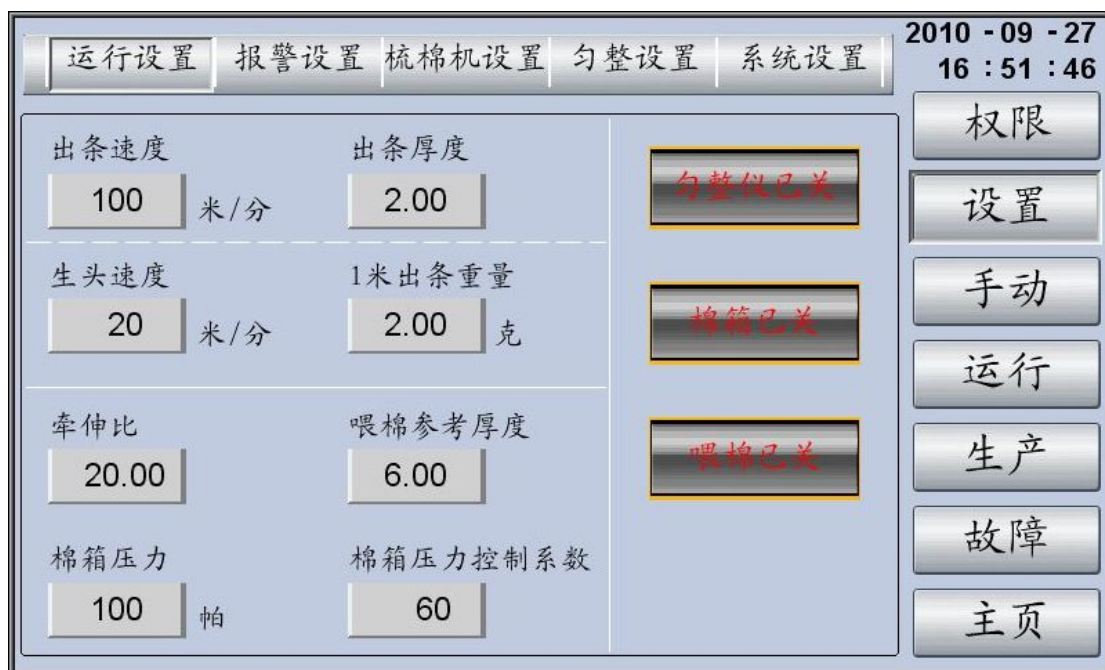 运行设置 报警设置 梳棉机设置 匀整设置 系统设置
2010 - 09 - 27
16 : 51 : 46
出条速度 出条厚度
100 米/分 2.00
匀整仪已关
生头速度 1米出条重量
20 米/分 2.00 克
棉箱已关
牵伸比 喂棉参考厚度
20.00 6.00
喂棉已关
棉箱压力 棉箱压力控制系数
100 帕 60
权限
设置
手动
运行
生产
故障
主页